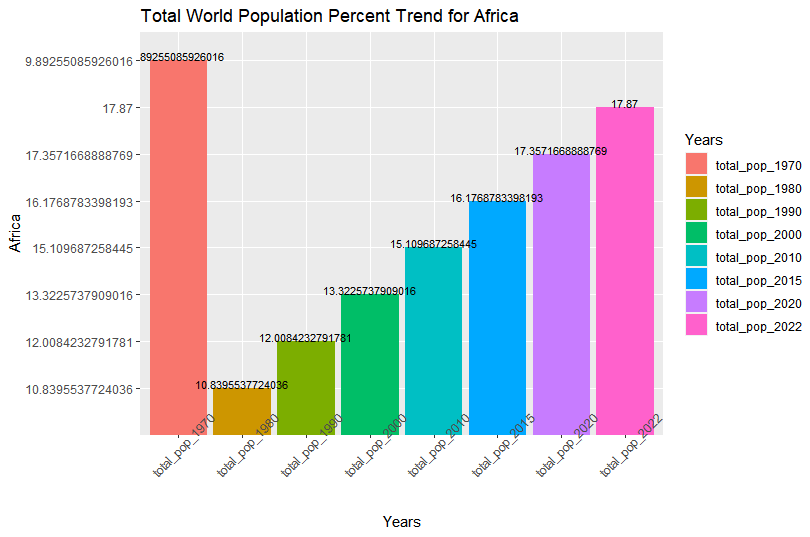 Total World Population Percent Trend for Africa
9.89255085926016
17.87
17.3571668888769
16.1768783398193
15.109687258445
13.3225737909016
12.0084232791781
10.8395537724036
Africa
89255085926016
10.8395537724036
12.0084232791781
13.3225737909016
15.109687258445
16.1768783398193
17.3571668888769
17.87
total_pop_1970
total_pop_1980
total_pop_1990
total_pop_2000
total_pop_2010
total_pop_2015
total_pop_2020
total_pop_2022
Years
Years
total_pop_1970
total_pop_1980
total_pop_1990
total_pop_2000
total_pop_2010
total_pop_2015
total_pop_2020
total_pop_2022